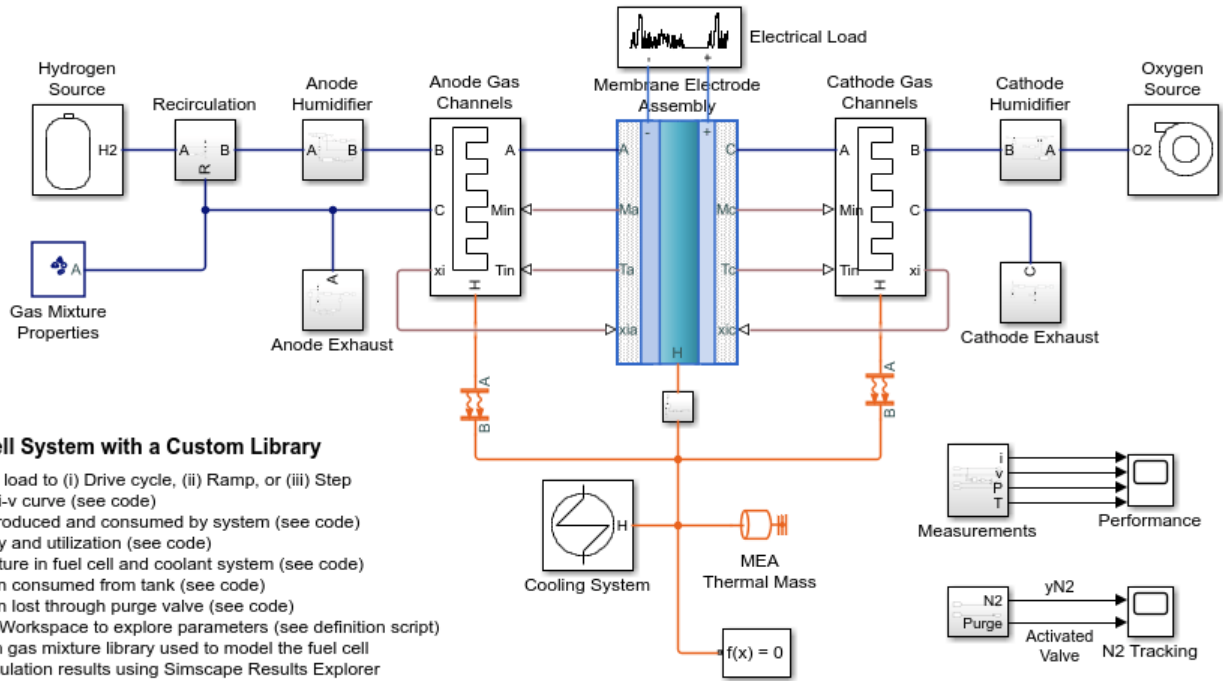 Electrical Load
- +
Hydrogen
Source
Recirculation
Anode
Humidifier
Anode Gas
Channels
Membrane Electrode
Assembly
Cathode Gas
Channels
Cathode
Humidifier
Oxygen
Source
H2
A B
R
A B
B A
C Min
xi Tin
H
- +
A C
Ma Mc
Ta Tc
xia xic
H
A B
Min C
Tin xi
H
B A
O2
A
Gas Mixture
Properties
A
Anode Exhaust
C
Cathode Exhaust
A
B
A
B
ell System with a Custom Library
load to (i) Drive cycle, (ii) Ramp, or (iii) Step
i-v curve (see code)
roduced and consumed by system (see code)
y and utilization (see code)
ture in fuel cell and coolant system (see code)
n consumed from tank (see code)
n lost through purge valve (see code)
Workspace to explore parameters (see definition script)
n gas mixture library used to model the fuel cell
ulation results using Simscape Results Explorer
H
Cooling System
MEA
Thermal Mass
f(x) = 0
i
v
P
T
Measurements
Performance
N2
Purge
yN2
Activated
Valve
N2 Tracking